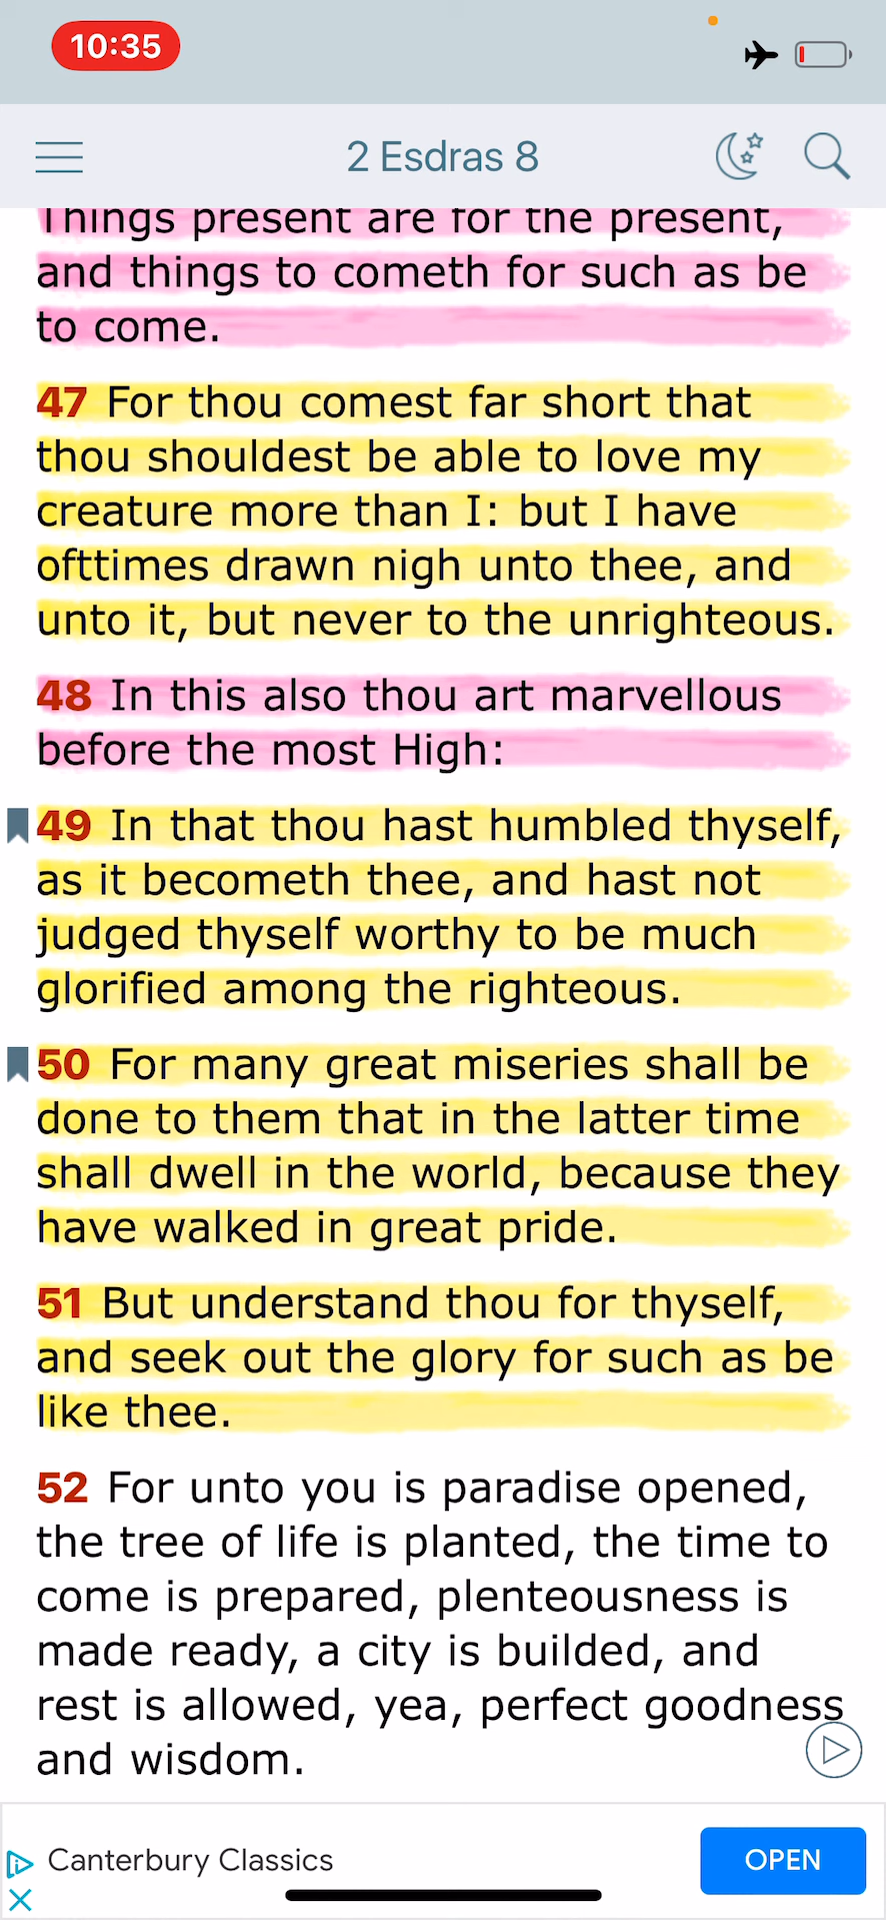 10:35
2 Esdras 8
Things present are for the present,
and things to cometh for such as be
to come.
47 For thou comest far short that
thou shouldest be able to love my
creature more than I: but I have
ofttimes drawn nigh unto thee, and
unto it, but never to the unrighteous.
48 In this also thou art marvellous
before the most High:
49 In that thou hast humbled thyself,
as it becometh thee, and hast not
judged thyself worthy to be much
glorified among the righteous.
50 For many great miseries shall be
done to them that in the latter time
shall dwell in the world, because they
have walked in great pride.
51 But understand thou for thyself,
and seek out the glory for such as be
like thee.
52 For unto you is paradise opened,
the tree of life is planted, the time to
come is prepared, plenteousness is
made ready, a city is builded, and
rest is allowed, yea, perfect goodness
and wisdom.
Canterbury Classics
OPEN